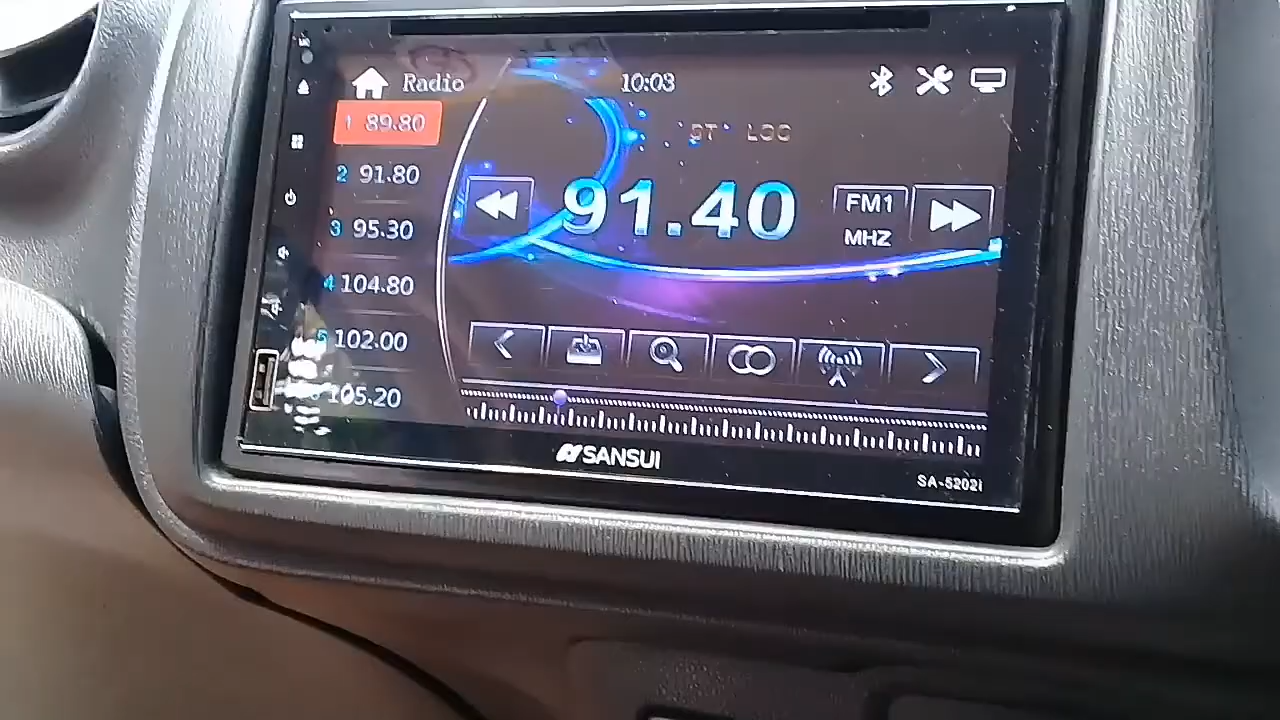 Radio
10:03
1 89.80
2 91.80
3 95.30
4 104.80
5 102.00
105.20
ST LOC
91.40
FM1
MHZ
SANSUI
SA-5202i